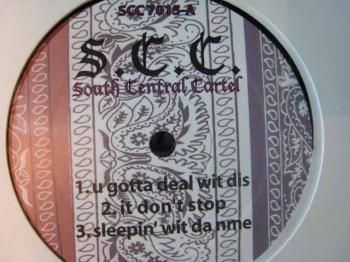 SCC 7015-A
S.C.C.
South Central Cartel
1. u gotta deal wit dis
2. it don't stop
3. sleepin' wit da nme